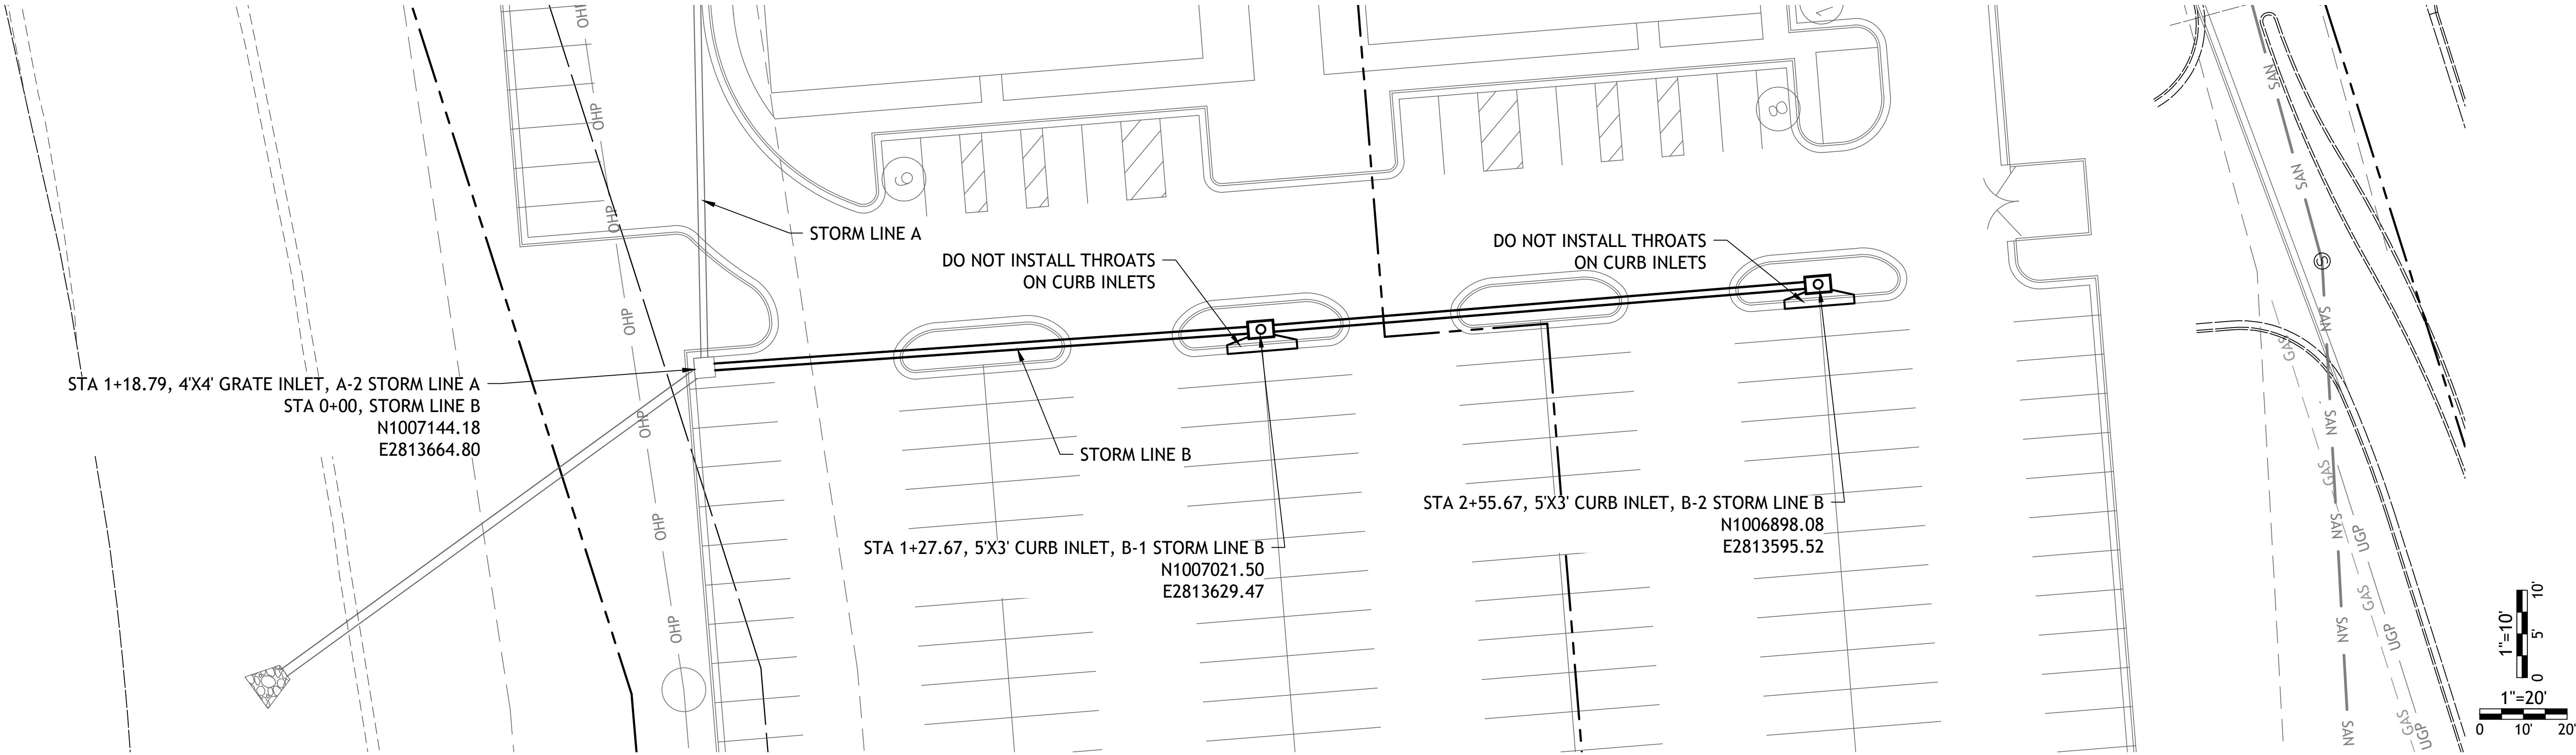 OHP
OHP
OHP
OHP
OHP
OHP
OHP
STORM LINE A
6
8
DO NOT INSTALL THROATS
ON CURB INLETS
DO NOT INSTALL THROATS
ON CURB INLETS
STA 1+18.79, 4'X4' GRATE INLET, A-2 STORM LINE A
STA 0+00, STORM LINE B
N1007144.18
E2813664.80
STORM LINE B
STA 1+27.67, 5'X3' CURB INLET, B-1 STORM LINE B
N1007021.50
E2813629.47
STA 2+55.67, 5'X3' CURB INLET, B-2 STORM LINE B
N1006898.08
E2813595.52
SAN
SAN
S
SAN
SAN
SAN
SAN
SAN
GAS
GAS
GAS
GAS
UGP
UGP
UGP
1"=10'
0
5'
10'
1"=20'
0
10'
20'